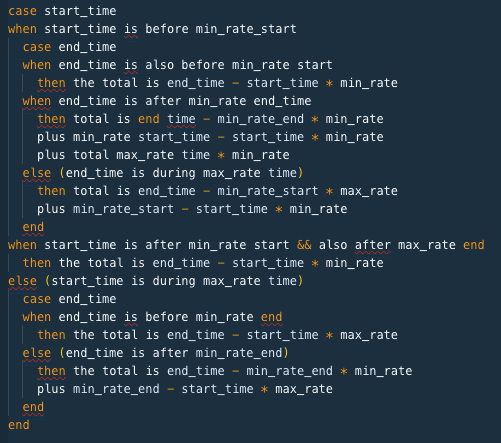 case start_time
when start_time is before min_rate_start
case end_time
when end_time is also before min_rate start
then the total is end_time - start_time * min_rate
when end_time is after min_rate end_time
then total is end time - min_rate_end * min_rate
plus min_rate start_time - start_time * min_rate
plus total max_rate time * min_rate
else (end_time is during max_rate time)
then total is end_time - min_rate_start * max_rate
plus min_rate_start - start_time * min_rate
end
when start_time is after min_rate start && also after max_rate end
then the total is end_time - start_time * min_rate
else (start_time is during max_rate time)
case end_time
when end_time is before min_rate end
then the total is end_time - start_time * max_rate
else (end_time is after min_rate_end)
then the total is end_time - min_rate_end * min_rate
plus min_rate_end - start_time * max_rate
end
end